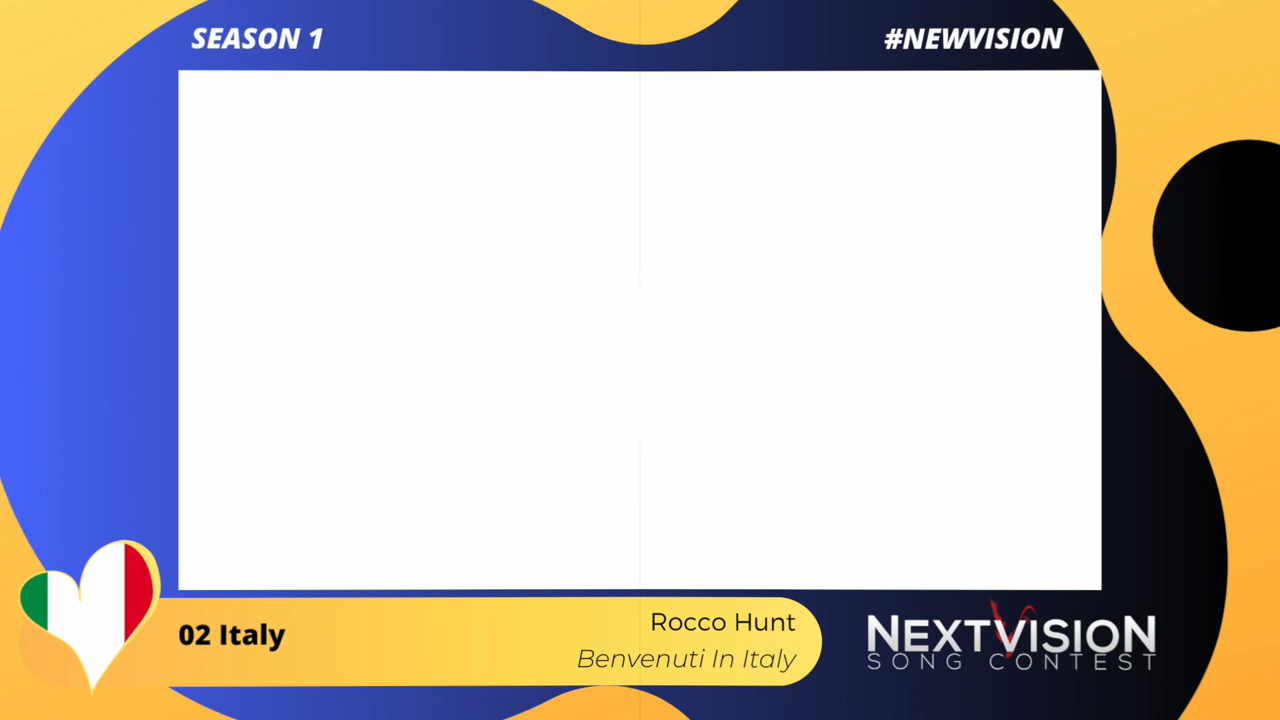 SEASON 1
#NEWVISION
02 Italy
Rocco Hunt
Benvenuti In Italy
NEXTVISION
SONG CONTEST